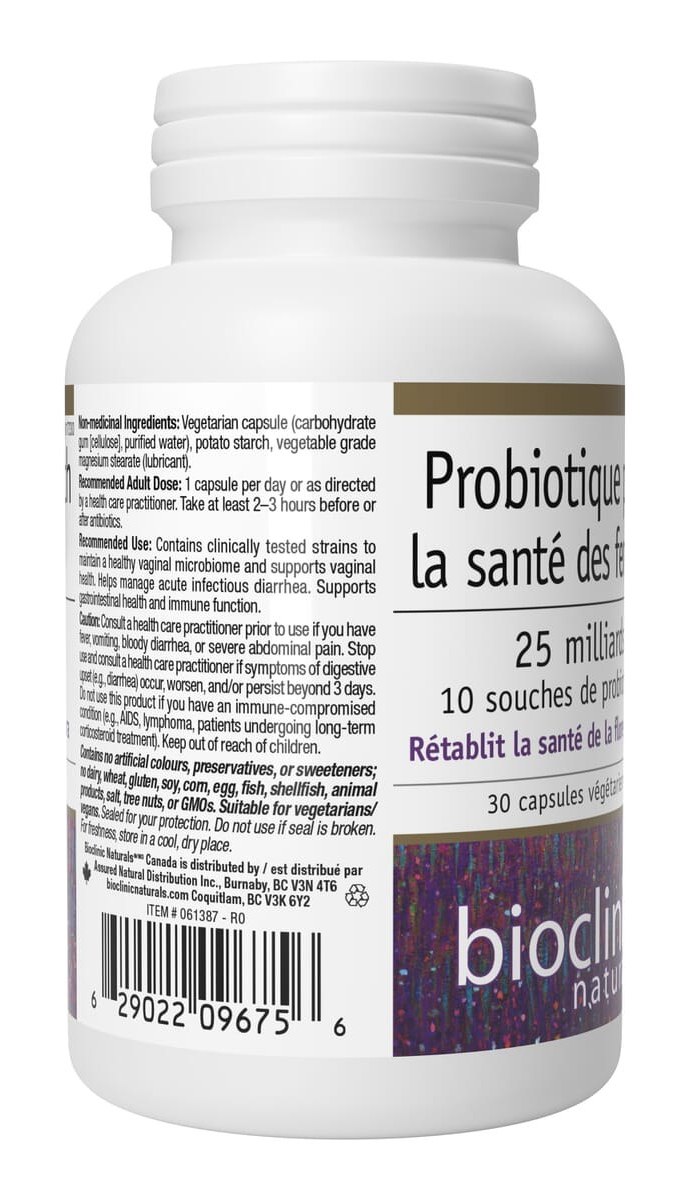 Non-medicinal Ingredients: Vegetarian capsule (carbohydrate
gum [cellulose], purified water), potato starch, vegetable grade
magnesium stearate (lubricant).
Recommended Adult Dose: 1 capsule per day or as directed
by a health care practitioner. Take at least 2–3 hours before or
after antibiotics.
Recommended Use: Contains clinically tested strains to
maintain a healthy vaginal microbiome and supports vaginal
health. Helps manage acute infectious diarrhea. Supports
gastrointestinal health and immune function.
Caution: Consult a health care practitioner prior to use if you have
fever, vomiting, bloody diarrhea, or severe abdominal pain. Stop
use and consult a health care practitioner if symptoms of digestive
upset (e.g., diarrhea) occur, worsen, and/or persist beyond 3 days.
Do not use this product if you have an immune-compromised
condition (e.g., AIDS, lymphoma, patients undergoing long-term
corticosteroid treatment). Keep out of reach of children.
Contains no artificial colours, preservatives, or sweeteners;
no dairy, wheat, gluten, soy, corn, egg, fish, shellfish, animal
products, salt, tree nuts, or GMOs. Suitable for vegetarians/
vegans. Sealed for your protection. Do not use if seal is broken.
For freshness, store in a cool, dry place.
Bioclinic Naturals Canada is distributed by / est distribué par
Assured Natural Distribution Inc., Burnaby, BC V3N 4T6
bioclinicnaturals.com Coquitlam, BC V3K 6Y2
ITEM # 061387 - R0
6 29022 09675 6
Probiotique
la santé des
25 milliards
10 souches de
Rétablit la santé de la
30 capsules
bioclin
natur